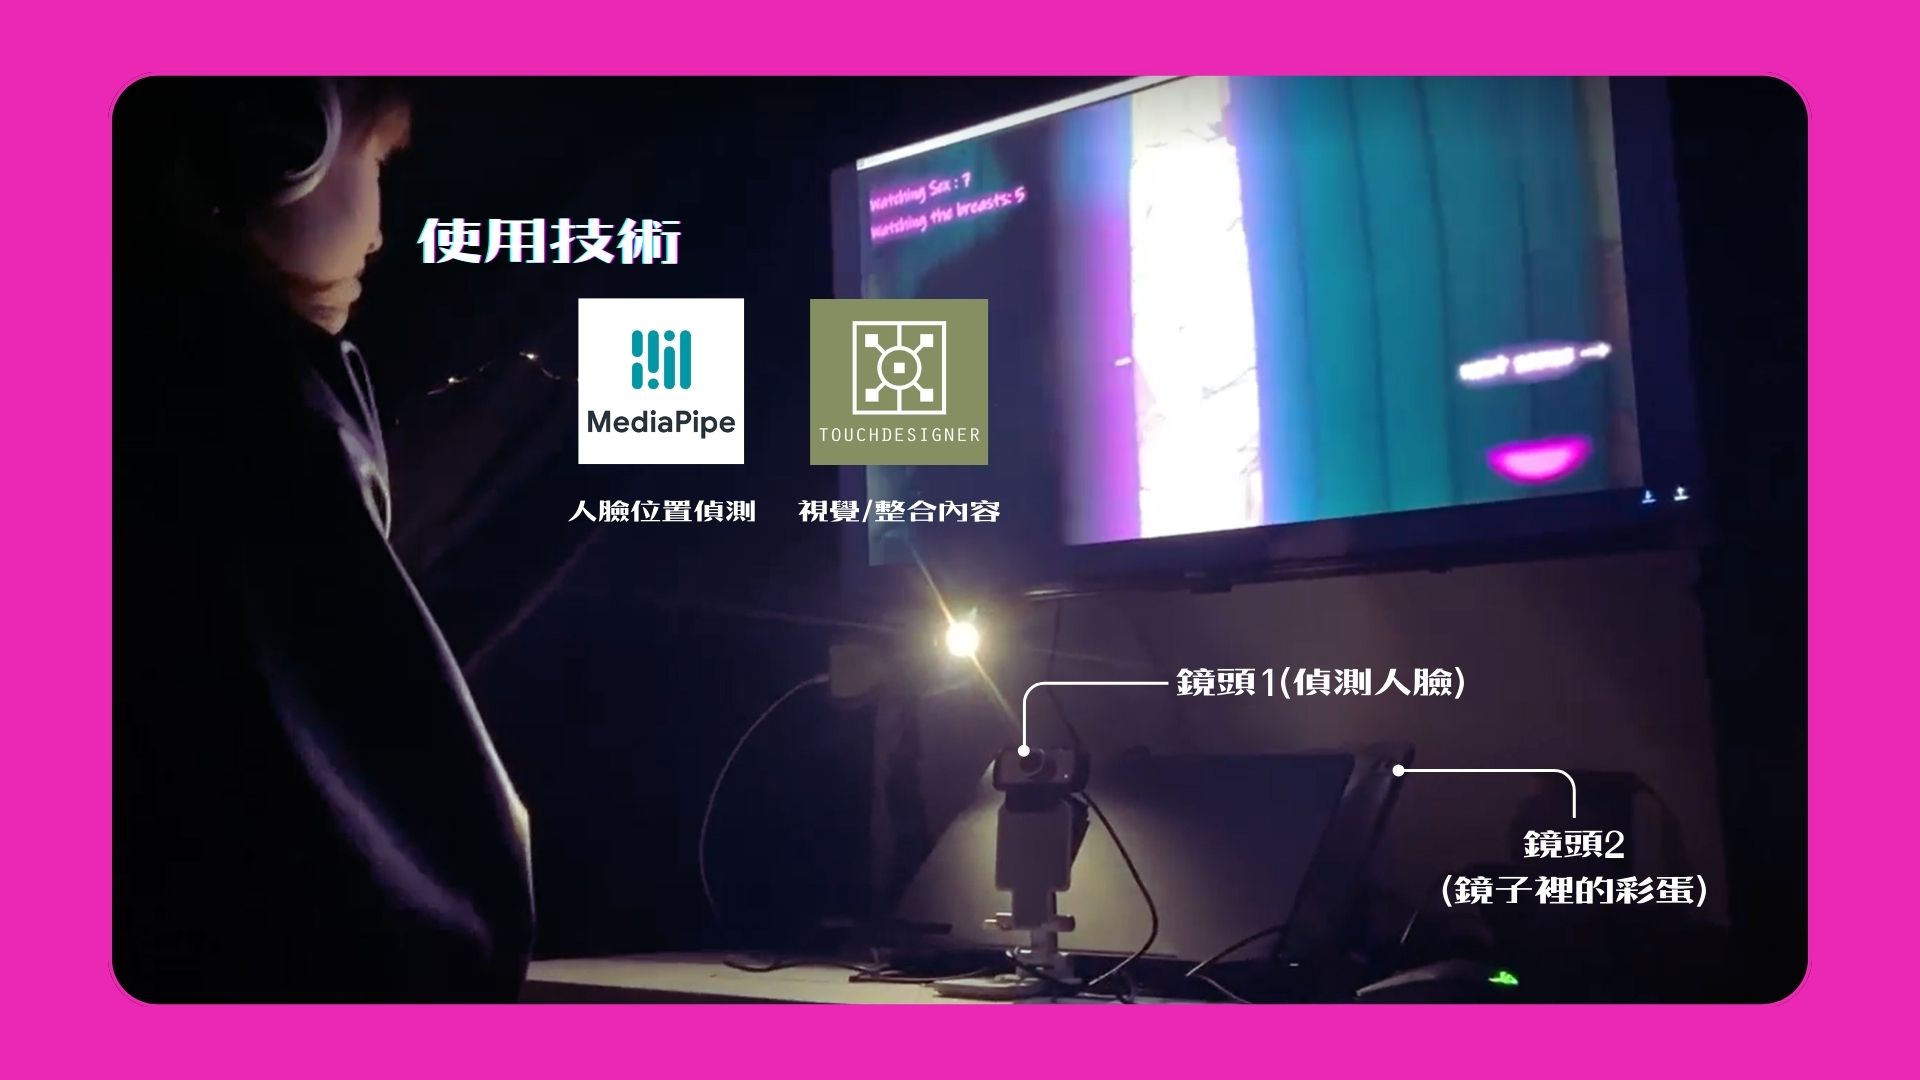 Watching Sex : 7
Watching the breasts: 5
使用技術
MediaPipe
TOUCHDESIGNER
人臉位置偵測
視覺/整合內容
鏡頭1(偵測人臉)
鏡頭2
(鏡子裡的彩蛋)